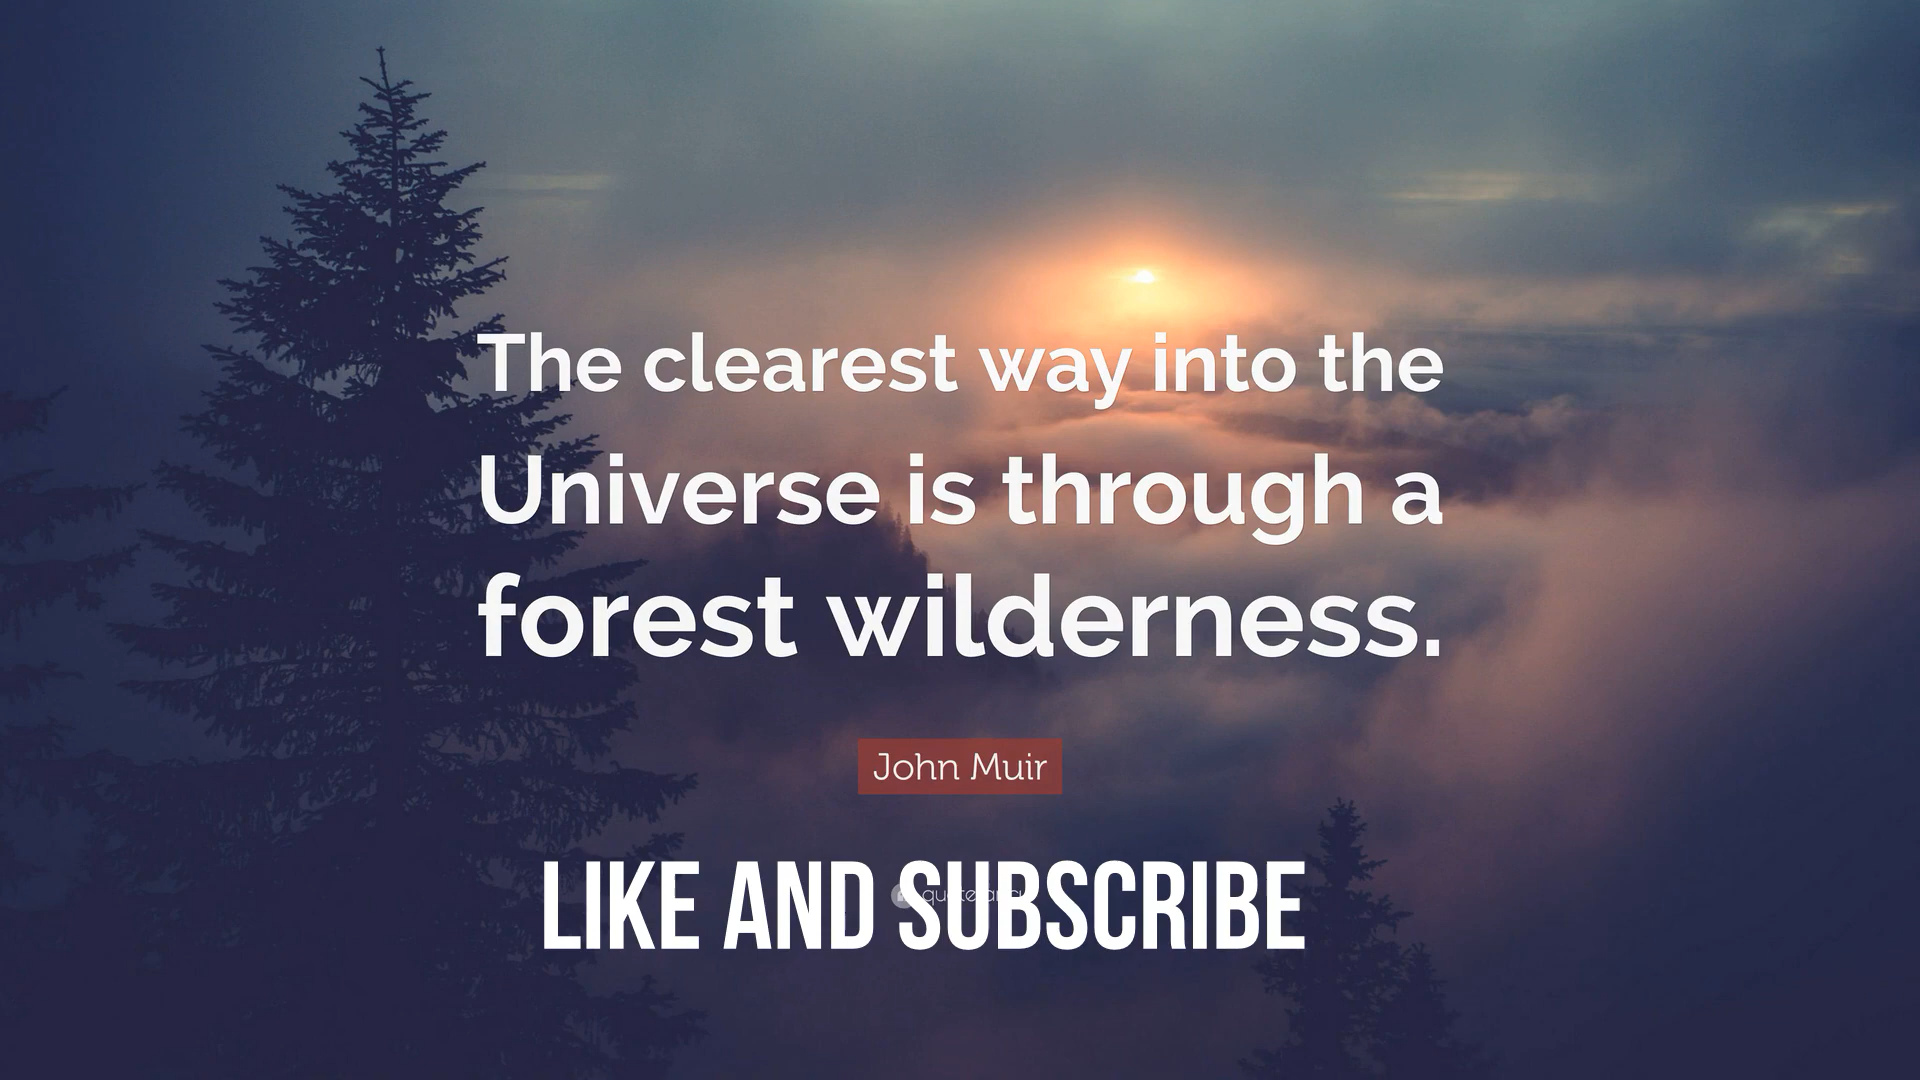 The clearest way into the
Universe is through a
forest wilderness.
John Muir
LIKE AND SUBSCRIBE